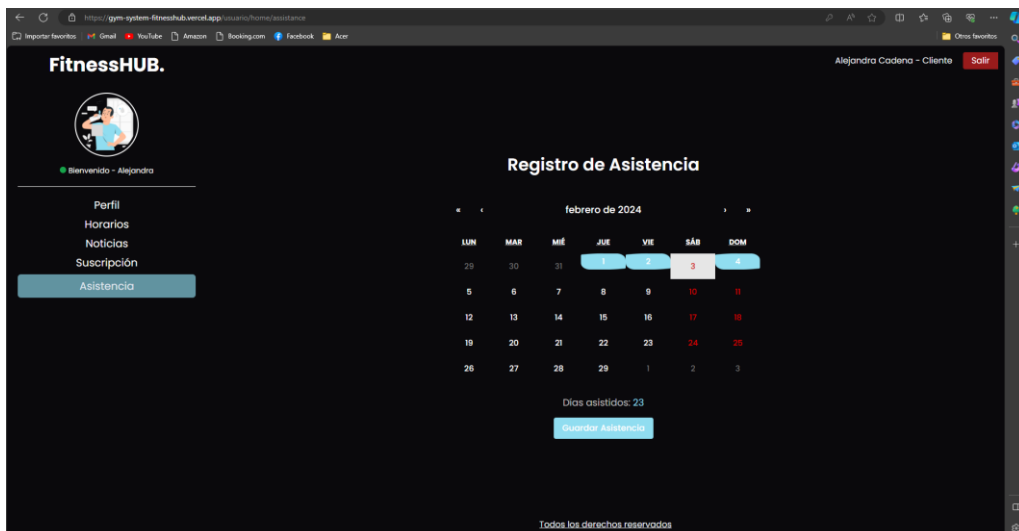 https://gym-system-fitnesshub.vercel.app/usuario/home/assistance
Importar favoritos Gmail YouTube Amazon Booking.com Facebook Acer Otros favoritos
FitnessHUB.
Alejandra Cadena - Cliente Salir
Bienvenido - Alejandra
Perfil
Horarios
Noticias
Suscripción
Asistencia
Registro de Asistencia
« ‹ febrero de 2024 › »
LUN MAR MIÉ JUE VIE SÁB DOM
29 30 31 1 2 3 4
5 6 7 8 9 10 11
12 13 14 15 16 17 18
19 20 21 22 23 24 25
26 27 28 29 1 2 3
Días asistidos: 23
Guardar Asistencia
Todos los derechos reservados